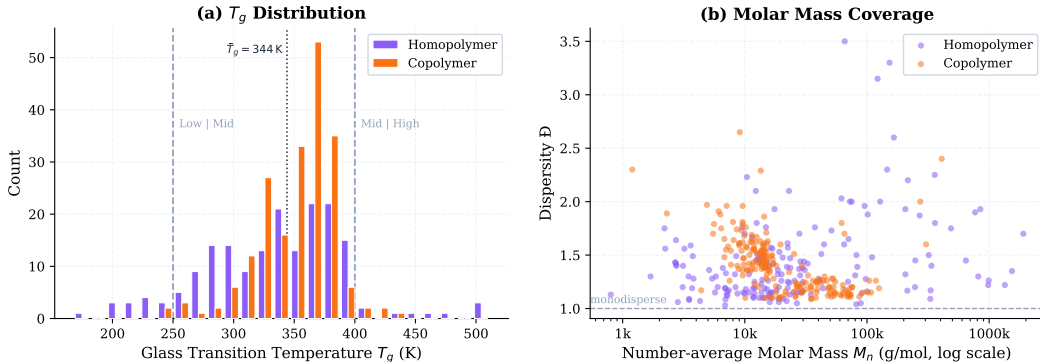 (a) Tg Distribution
T̄g = 344 K
Homopolymer
Copolymer
Low | Mid
Mid | High
Count
50
40
30
20
10
0
200
250
300
350
400
450
500
Glass Transition Temperature Tg (K)
(b) Molar Mass Coverage
Homopolymer
Copolymer
Dispersity Đ
3.5
3.0
2.5
2.0
1.5
1.0
monodisperse
1k
10k
100k
1000k
Number-average Molar Mass Mn (g/mol, log scale)